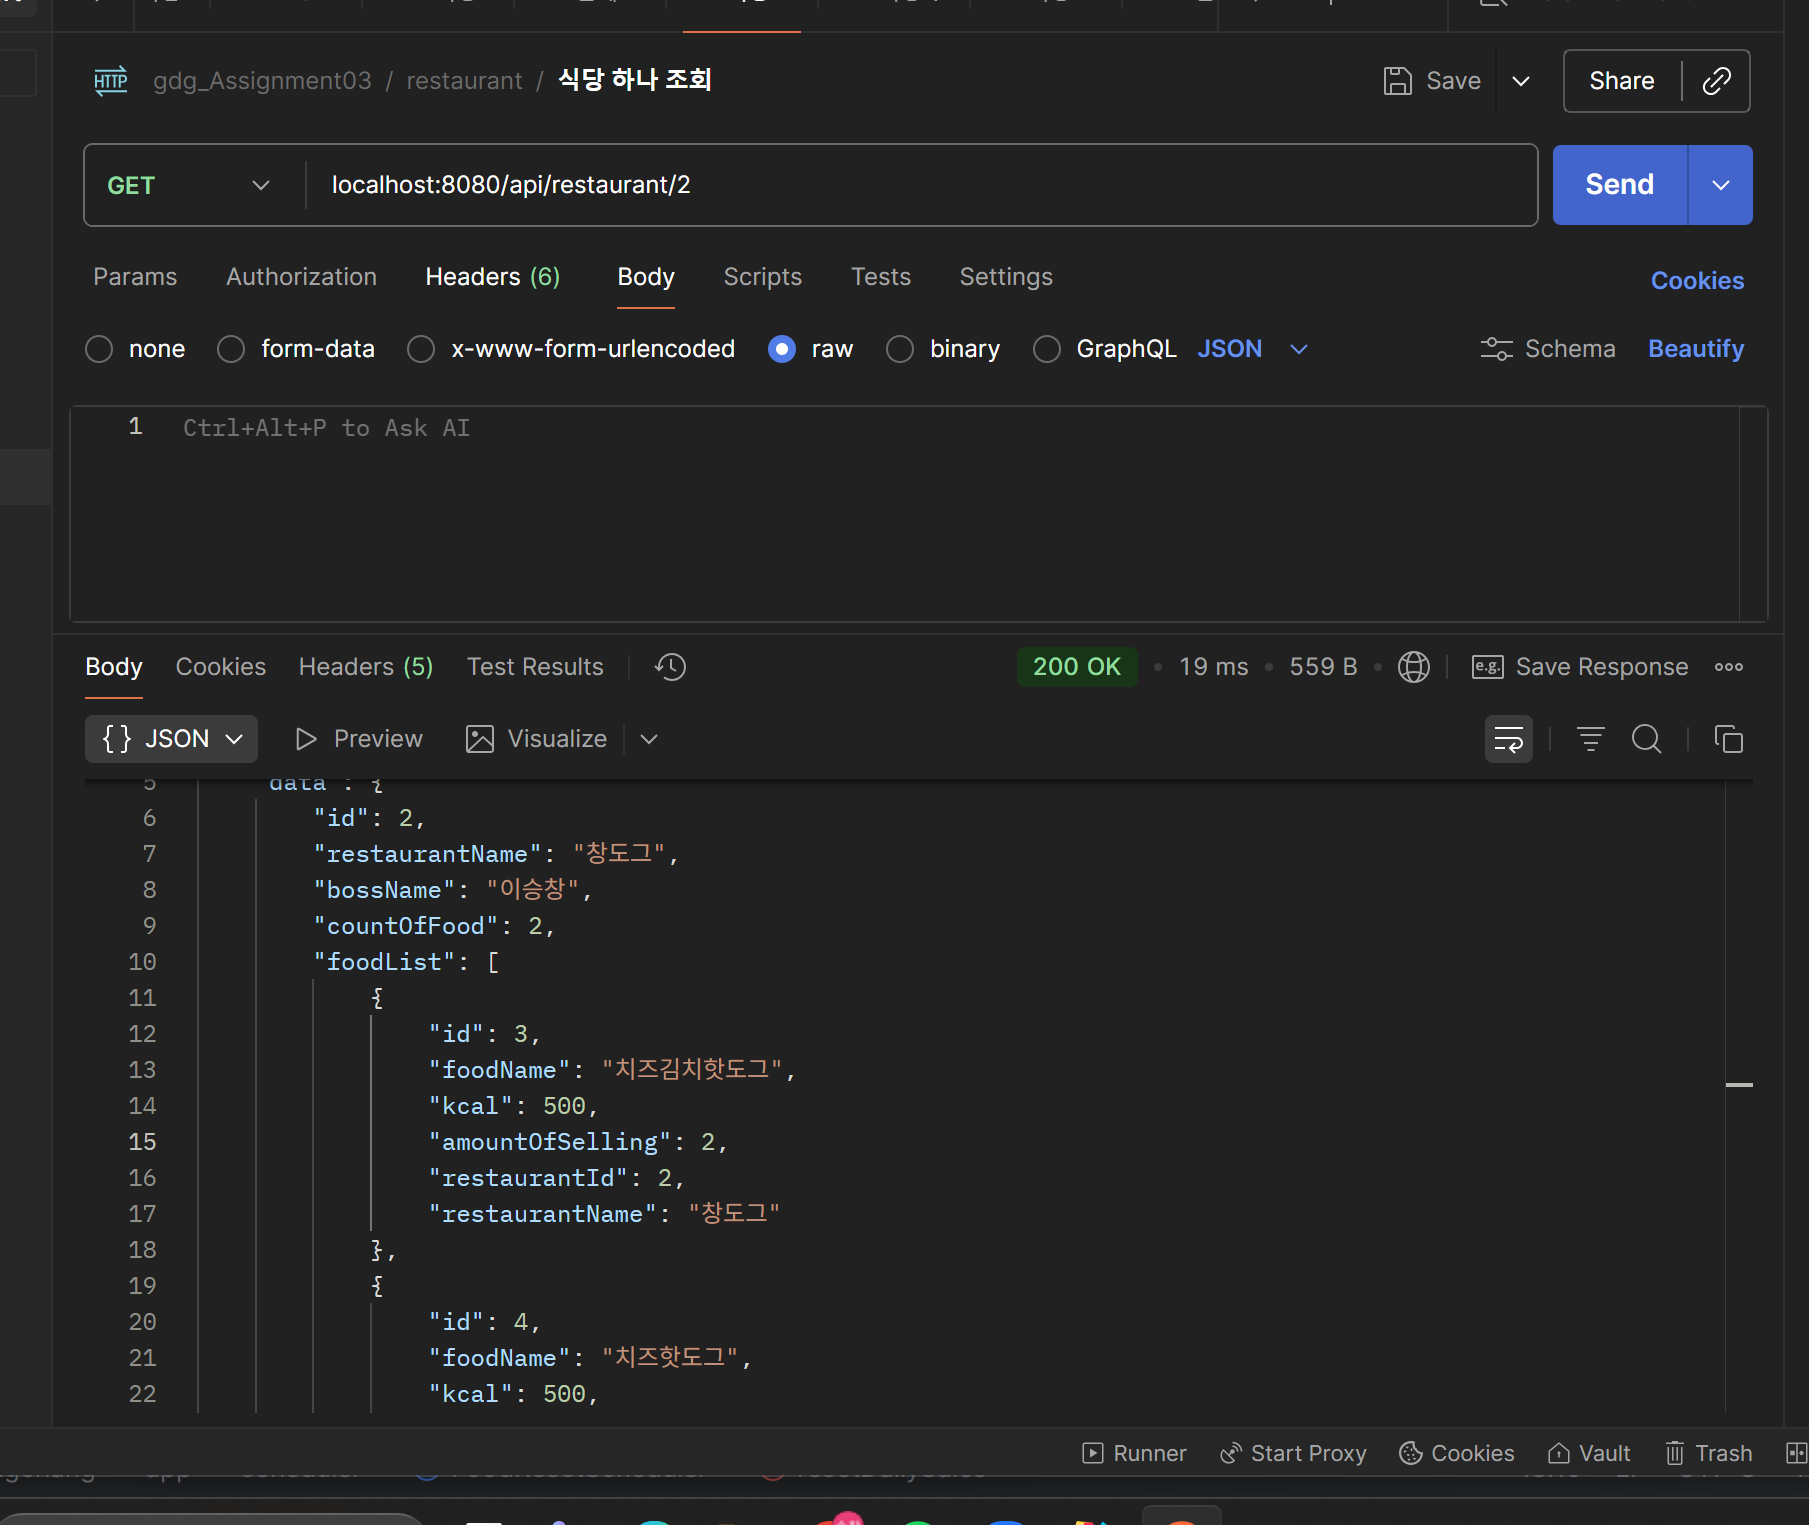 HTTP gdg_Assignment03 / restaurant / 식당 하나 조회
Save
Share
GET
localhost:8080/api/restaurant/2
Send
Params Authorization Headers (6) Body Scripts Tests Settings Cookies
none form-data x-www-form-urlencoded raw binary GraphQL JSON Schema Beautify
1 Ctrl+Alt+P to Ask AI
Body Cookies Headers (5) Test Results 200 OK • 19 ms • 559 B • e.g. Save Response
{} JSON Preview Visualize
5 "data": {
6 "id": 2,
7 "restaurantName": "창도그",
8 "bossName": "이승창",
9 "countOfFood": 2,
10 "foodList": [
11 {
12 "id": 3,
13 "foodName": "치즈김치핫도그",
14 "kcal": 500,
15 "amountOfSelling": 2,
16 "restaurantId": 2,
17 "restaurantName": "창도그"
18 },
19 {
20 "id": 4,
21 "foodName": "치즈핫도그",
22 "kcal": 500,
Runner Start Proxy Cookies Vault Trash